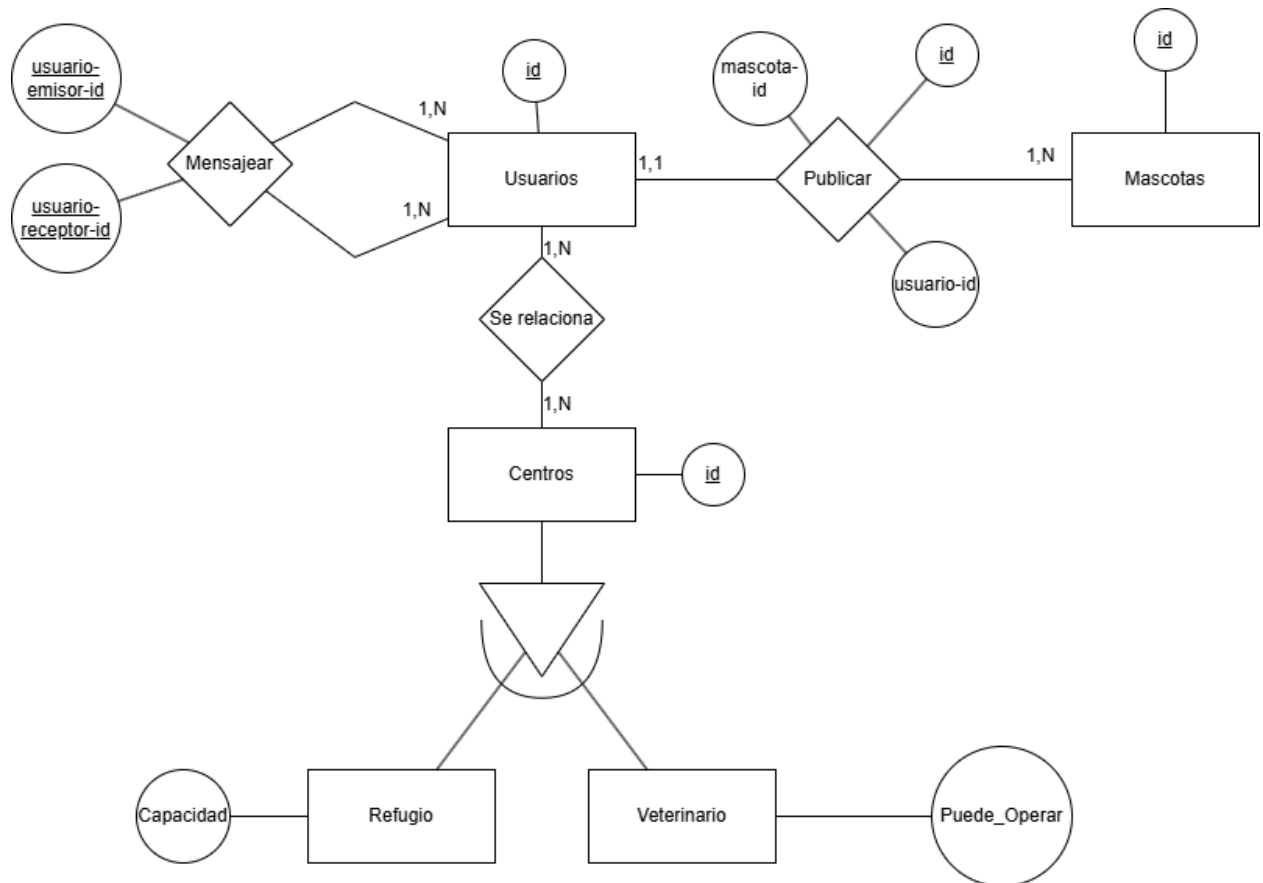 usuario-
emisor-id
id
mascota-
id
id
id
1,N
Mensajear
Usuarios
1,1
Publicar
1,N
Mascotas
usuario-
receptor-id
1,N
1,N
usuario-id
Se relaciona
1,N
Centros
id
Capacidad
Refugio
Veterinario
Puede_Operar